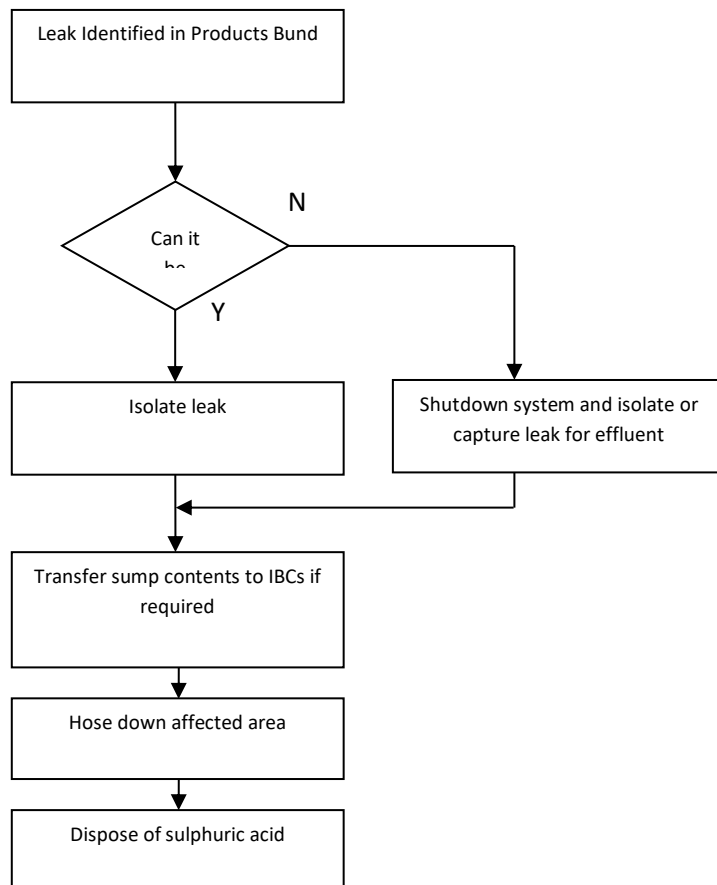 Leak Identified in Products Bund
N
Can it
Y
Isolate leak
Shutdown system and isolate or
capture leak for effluent
Transfer sump contents to IBCs if
required
Hose down affected area
Dispose of sulphuric acid